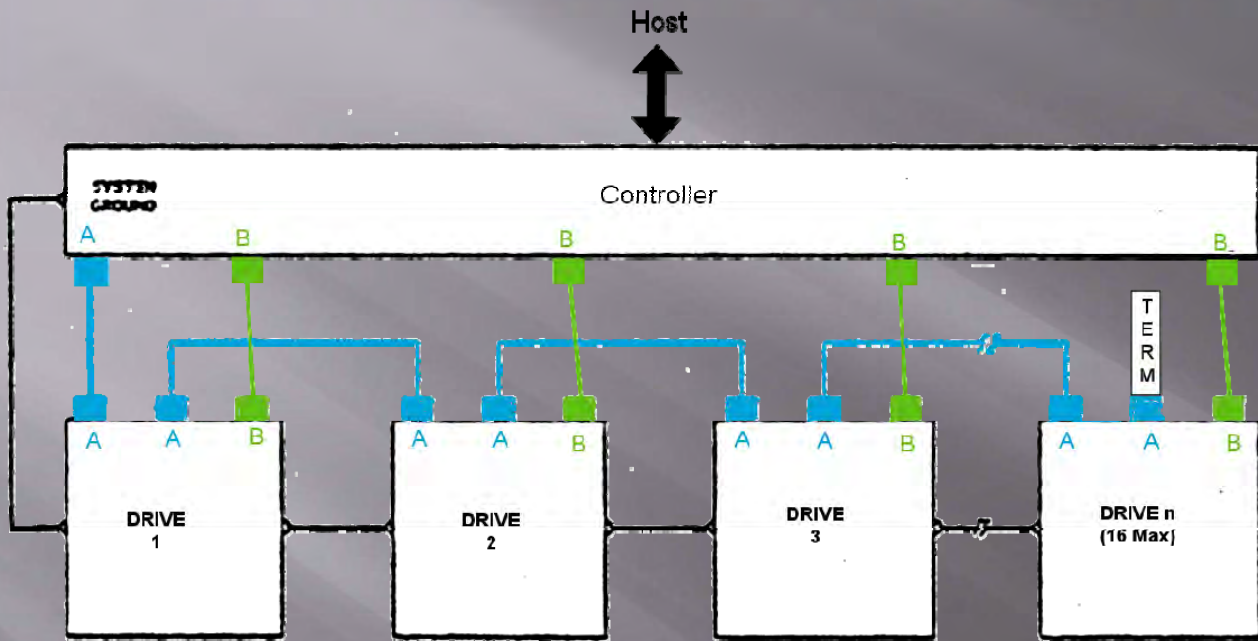 Host
SYSTEM
GROUND
Controller
A
B
B
B
B
T
E
R
M
A
A
B
A
A
B
A
A
B
A
A
B
DRIVE
1
DRIVE
2
DRIVE
3
DRIVE n
(16 Max)